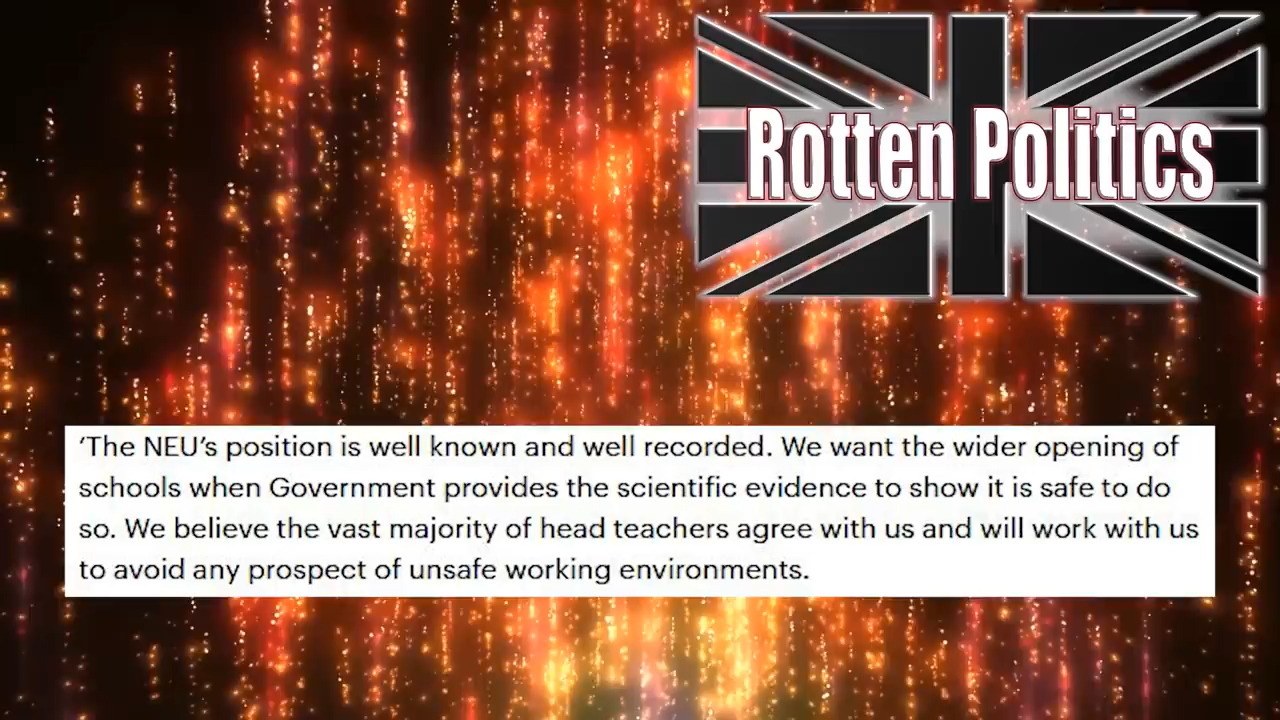 Rotten Politics
‘The NEU’s position is well known and well recorded. We want the wider opening of
schools when Government provides the scientific evidence to show it is safe to do
so. We believe the vast majority of head teachers agree with us and will work with us
to avoid any prospect of unsafe working environments.